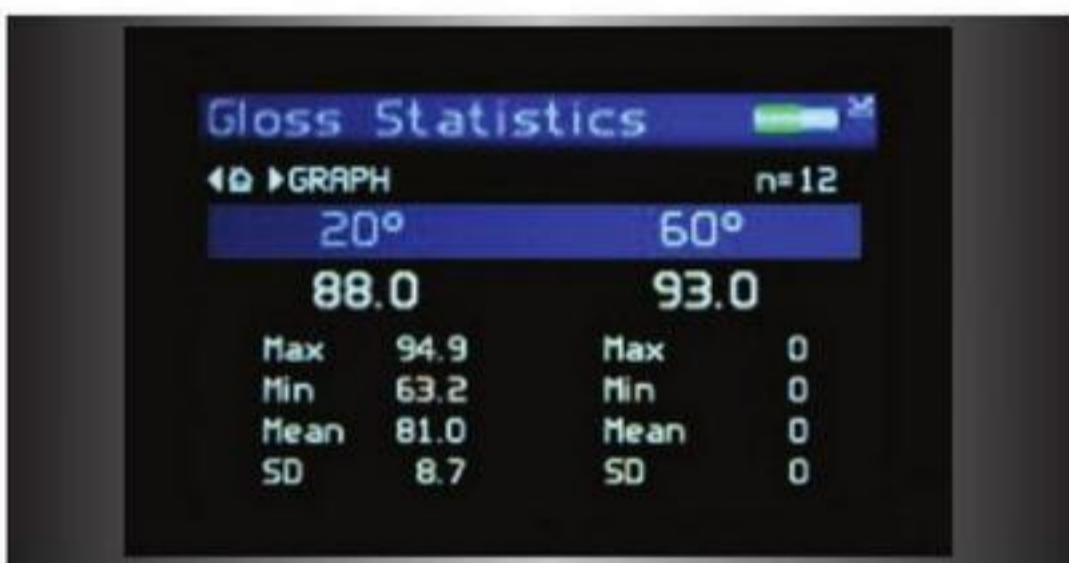 Gloss Statistics
GRAPH n=12
20° 60°
88.0 93.0
Max 94.9 Max 0
Min 63.2 Min 0
Mean 81.0 Mean 0
SD 8.7 SD 0